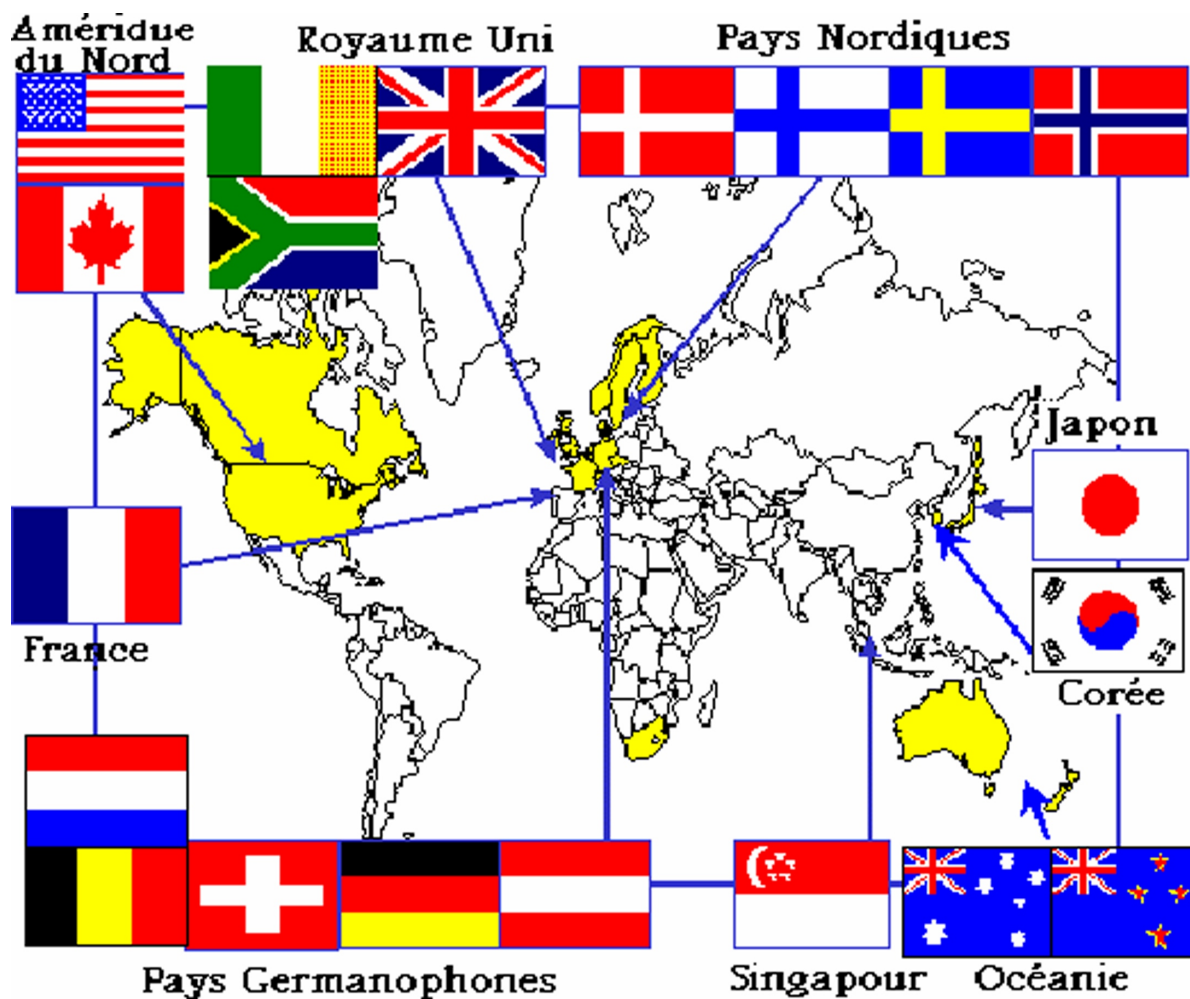 Améridue
du Nord
Royaume Uni
Pays Nordiques
Japon
France
Corée
Pays Germanophones
Singapour
Océanie